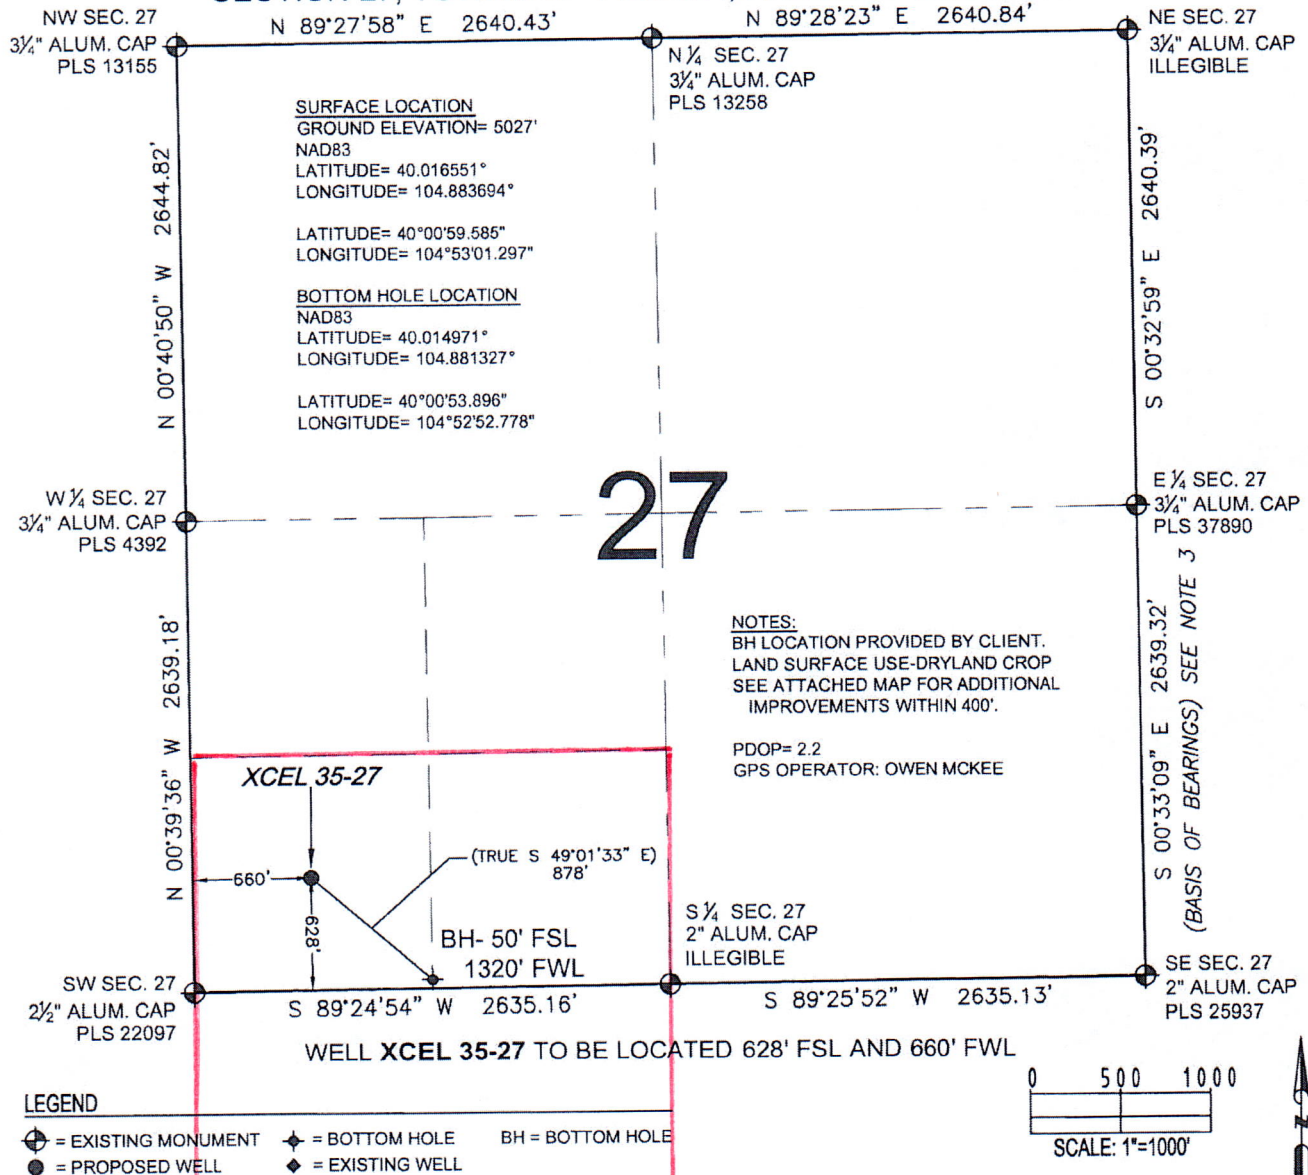 SECTION 27,
NW SEC. 27
3¼" ALUM. CAP
PLS 13155
N 89°27'58" E 2640.43'
N 89°28'23" E 2640.84'
NE SEC. 27
3¼" ALUM. CAP
ILLEGIBLE
N ¼ SEC. 27
3¼" ALUM. CAP
PLS 13258
SURFACE LOCATION
GROUND ELEVATION= 5027'
NAD83
LATITUDE= 40.016551°
LONGITUDE= 104.883694°
LATITUDE= 40°00'59.585"
LONGITUDE= 104°53'01.297"
BOTTOM HOLE LOCATION
NAD83
LATITUDE= 40.014971°
LONGITUDE= 104.881327°
LATITUDE= 40°00'53.896"
LONGITUDE= 104°52'52.778"
N 00°40'50" W 2644.82'
S 00°32'59" E 2640.39'
W ¼ SEC. 27
3¼" ALUM. CAP
PLS 4392
27
E ¼ SEC. 27
3¼" ALUM. CAP
PLS 37890
N 00°39'36" W 2639.18'
NOTES:
BH LOCATION PROVIDED BY CLIENT.
LAND SURFACE USE-DRYLAND CROP
SEE ATTACHED MAP FOR ADDITIONAL
IMPROVEMENTS WITHIN 400'.
PDOP= 2.2
GPS OPERATOR: OWEN MCKEE
S 00°33'09" E 2639.32'
(BASIS OF BEARINGS) SEE NOTE 3
XCEL 35-27
(TRUE S 49°01'33" E)
878'
660'
628'
BH- 50' FSL
1320' FWL
S ¼ SEC. 27
2" ALUM. CAP
ILLEGIBLE
SW SEC. 27
2½" ALUM. CAP
PLS 22097
S 89°24'54" W 2635.16'
S 89°25'52" W 2635.13'
SE SEC. 27
2" ALUM. CAP
PLS 25937
WELL XCEL 35-27 TO BE LOCATED 628' FSL AND 660' FWL
LEGEND
= EXISTING MONUMENT
= BOTTOM HOLE
BH = BOTTOM HOLE
= PROPOSED WELL
= EXISTING WELL
0 500 1000
SCALE: 1"=1000'